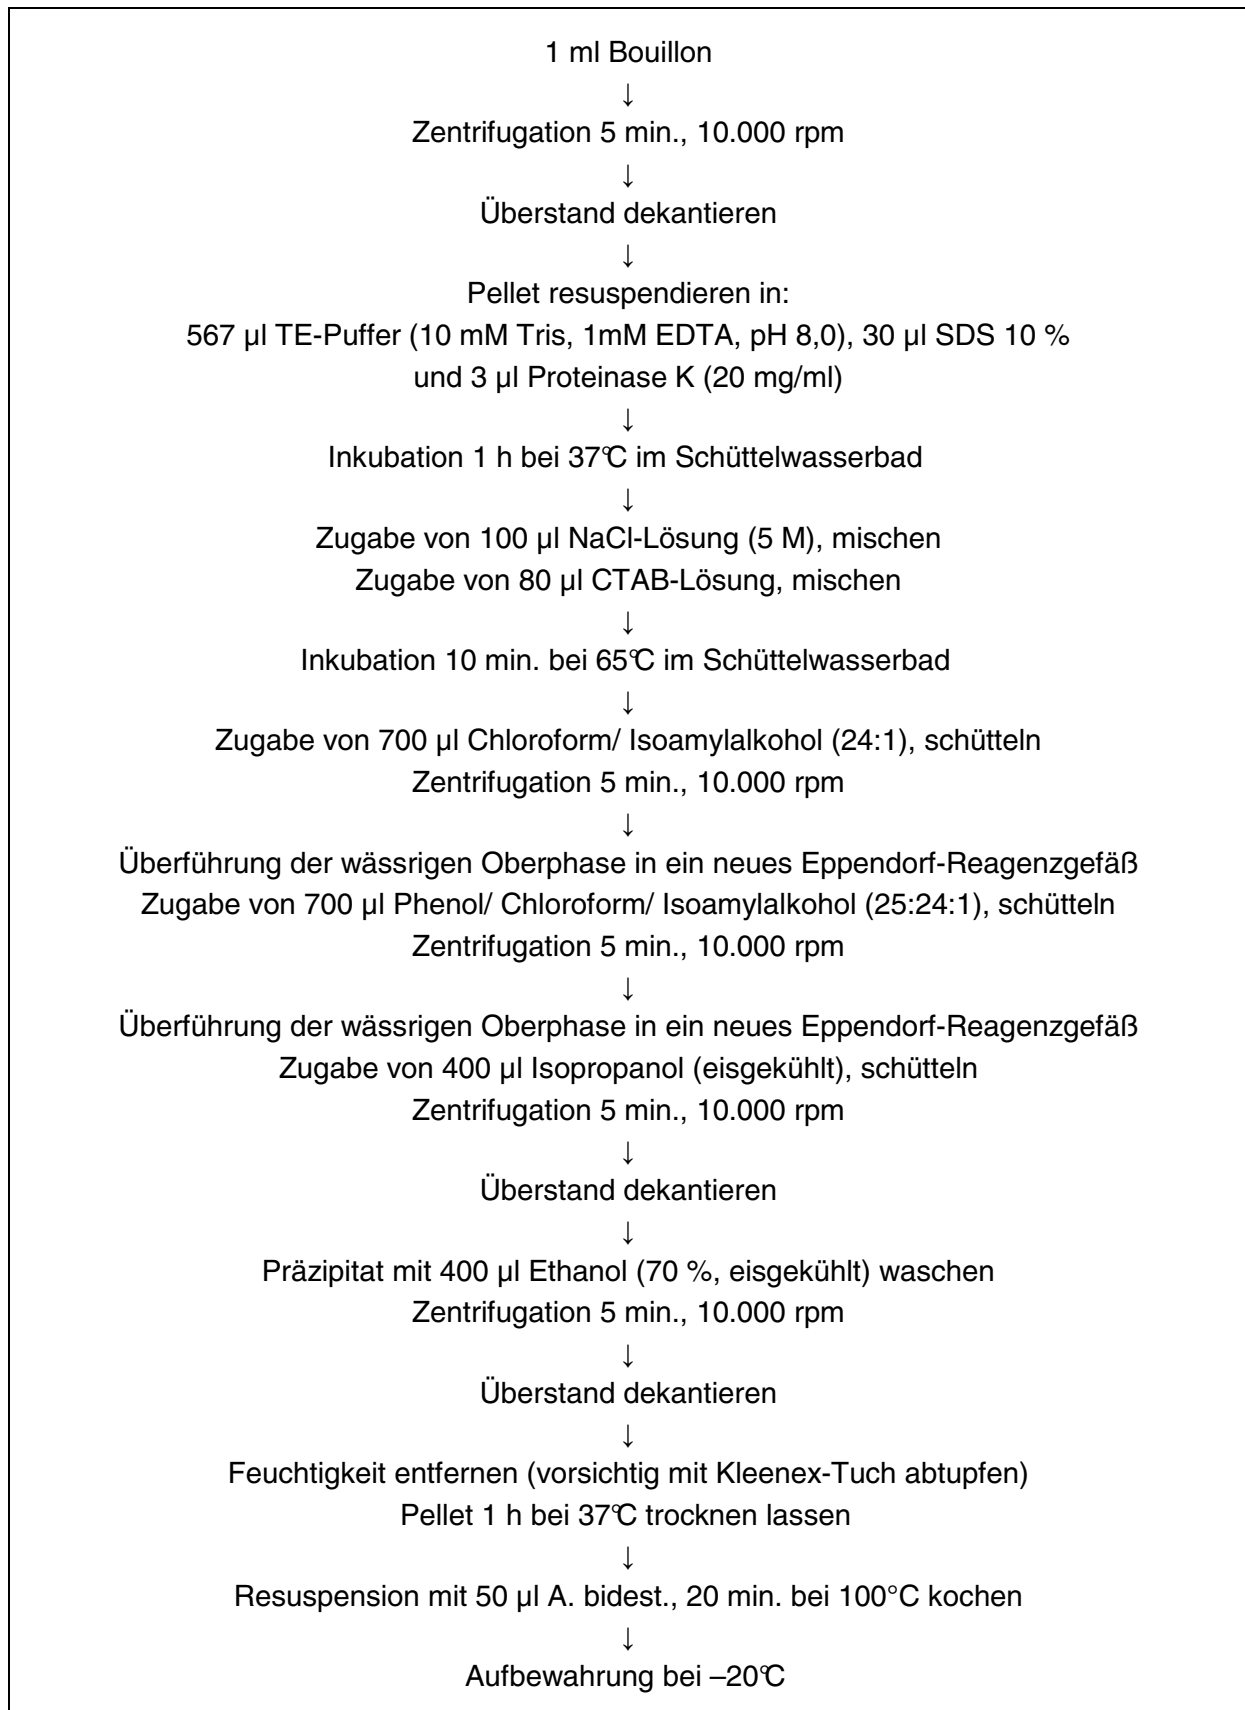 1 ml Bouillon
↓
Zentrifugation 5 min., 10.000 rpm
↓
Überstand dekantieren
↓
Pellet resuspendieren in:
567 µl TE-Puffer (10 mM Tris, 1mM EDTA, pH 8,0), 30 µl SDS 10 %
und 3 µl Proteinase K (20 mg/ml)
↓
Inkubation 1 h bei 37°C im Schüttelwasserbad
↓
Zugabe von 100 µl NaCl-Lösung (5 M), mischen
Zugabe von 80 µl CTAB-Lösung, mischen
↓
Inkubation 10 min. bei 65°C im Schüttelwasserbad
↓
Zugabe von 700 µl Chloroform/ Isoamylalkohol (24:1), schütteln
Zentrifugation 5 min., 10.000 rpm
↓
Überführung der wässrigen Oberphase in ein neues Eppendorf-Reagenzgefäß
Zugabe von 700 µl Phenol/ Chloroform/ Isoamylalkohol (25:24:1), schütteln
Zentrifugation 5 min., 10.000 rpm
↓
Überführung der wässrigen Oberphase in ein neues Eppendorf-Reagenzgefäß
Zugabe von 400 µl Isopropanol (eisgekühlt), schütteln
Zentrifugation 5 min., 10.000 rpm
↓
Überstand dekantieren
↓
Präzipitat mit 400 µl Ethanol (70 %, eisgekühlt) waschen
Zentrifugation 5 min., 10.000 rpm
↓
Überstand dekantieren
↓
Feuchtigkeit entfernen (vorsichtig mit Kleenex-Tuch abtupfen)
Pellet 1 h bei 37°C trocknen lassen
↓
Resuspension mit 50 µl A. bidest., 20 min. bei 100°C kochen
↓
Aufbewahrung bei –20°C